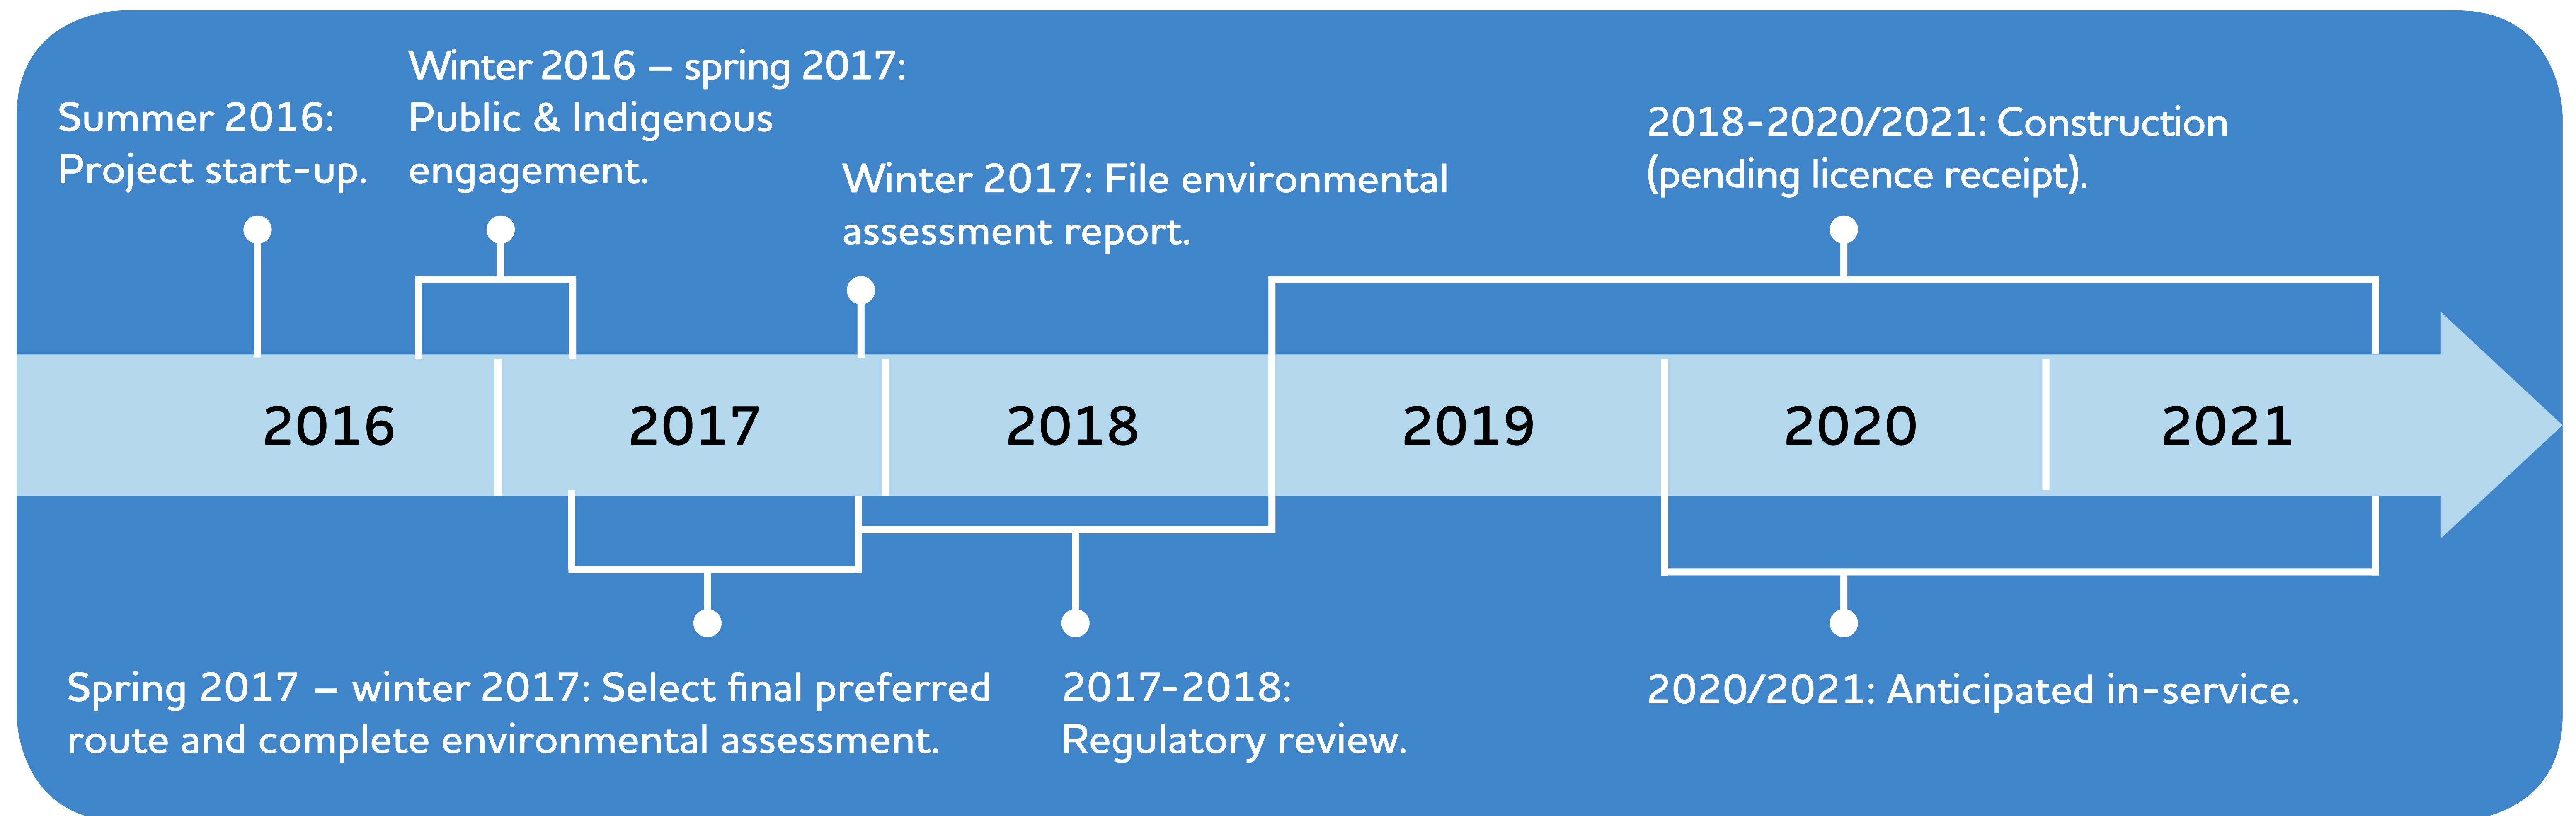 Summer 2016:
Project start-up.
Winter 2016 – spring 2017:
Public & Indigenous
engagement.
Winter 2017: File environmental
assessment report.
2018-2020/2021: Construction
(pending licence receipt).
2016
2017
2018
2019
2020
2021
Spring 2017 – winter 2017: Select final preferred
route and complete environmental assessment.
2017-2018:
Regulatory review.
2020/2021: Anticipated in-service.